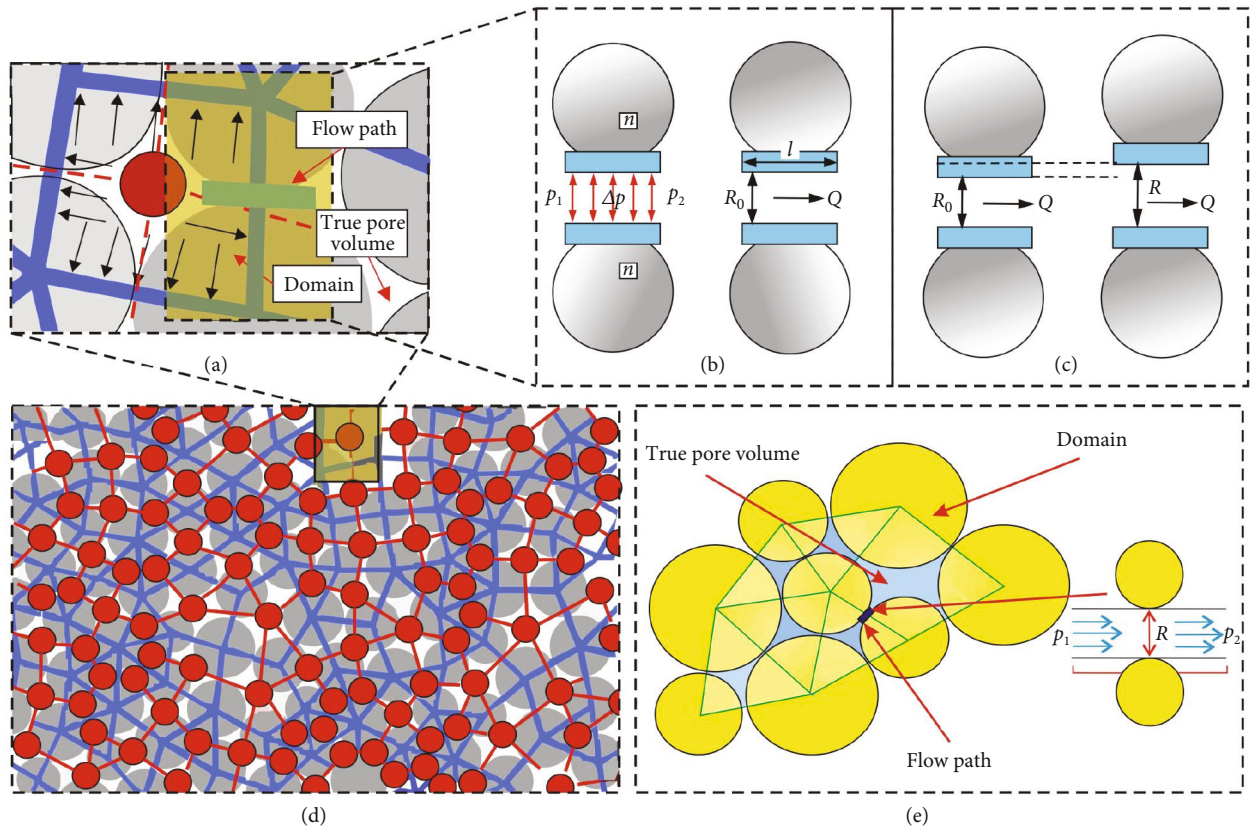 Flow path
True pore
volume
Domain
(a)
n
l
p₁
Δp
p₂
R₀
Q
n
(b)
R₀
Q
R
Q
(c)
(d)
True pore volume
Domain
p₁
R
p₂
Flow path
(e)